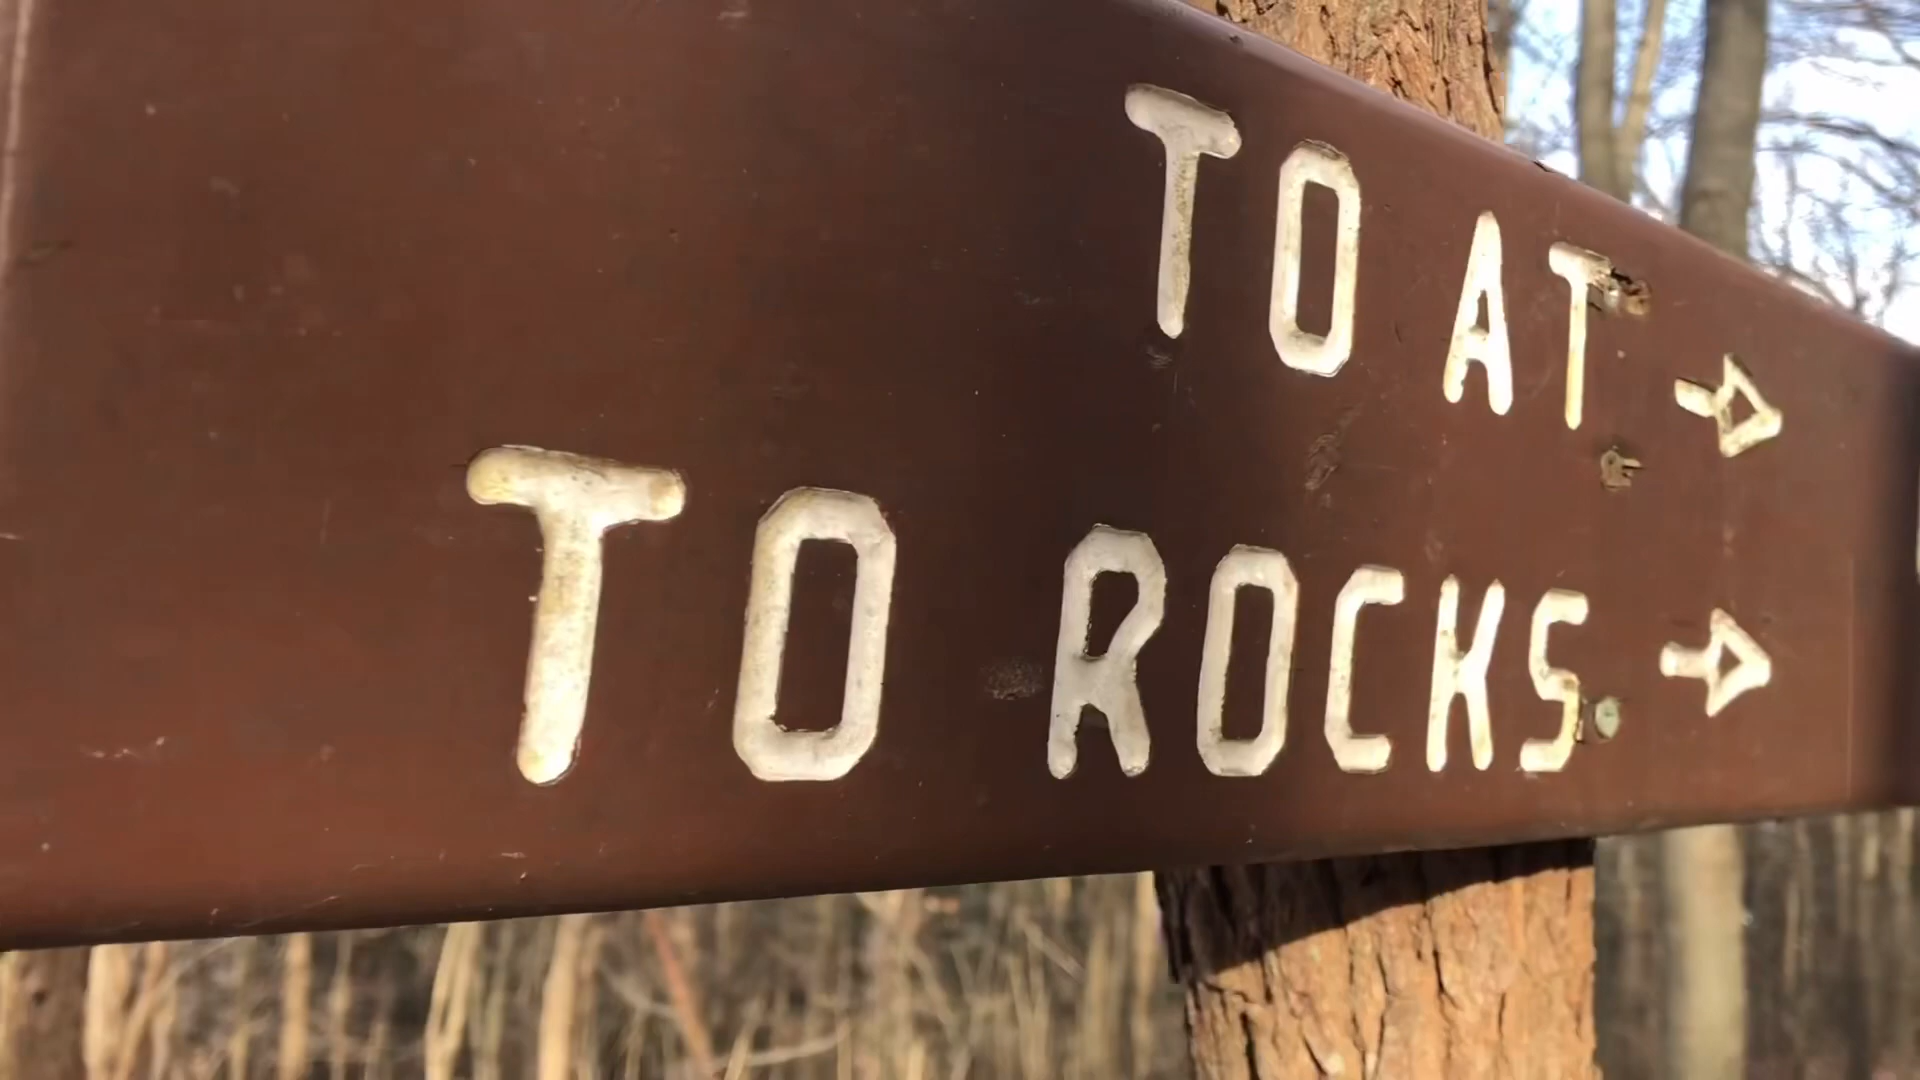 TO AT →
TO ROCKS →